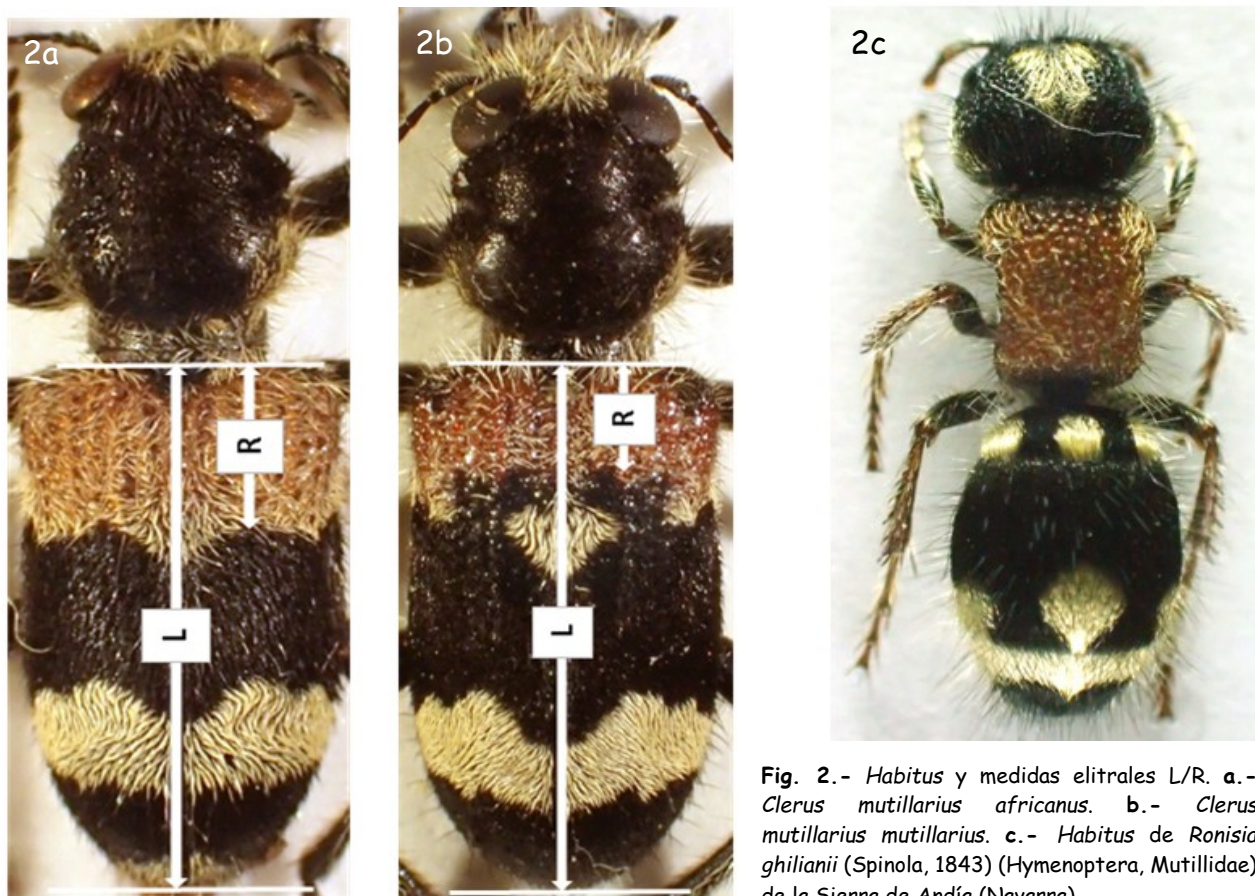 2a
2b
2c
R
L
R
L
Fig. 2.- Habitus y medidas elitrales L/R. a.-
Clerus mutillarius africanus. b.- Clerus
mutillarius mutillarius. c.- Habitus de Ronisia
ghilianii (Spinola, 1843) (Hymenoptera, Mutillidae)
de la Sierra de Andía (Navarra)